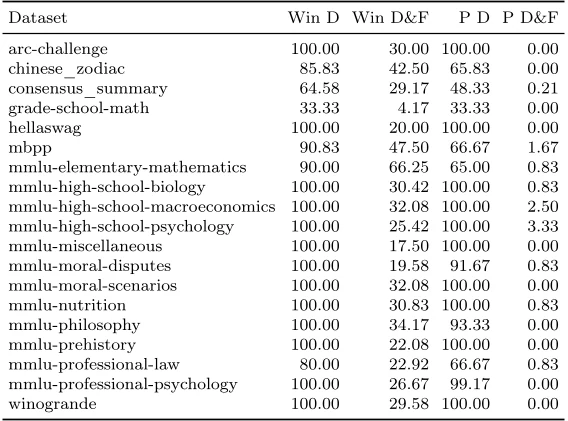 Dataset Win D Win D&F P D P D&F
arc-challenge 100.00 30.00 100.00 0.00
chinese_zodiac 85.83 42.50 65.83 0.00
consensus_summary 64.58 29.17 48.33 0.21
grade-school-math 33.33 4.17 33.33 0.00
hellaswag 100.00 20.00 100.00 0.00
mbpp 90.83 47.50 66.67 1.67
mmlu-elementary-mathematics 90.00 66.25 65.00 0.83
mmlu-high-school-biology 100.00 30.42 100.00 0.83
mmlu-high-school-macroeconomics 100.00 32.08 100.00 2.50
mmlu-high-school-psychology 100.00 25.42 100.00 3.33
mmlu-miscellaneous 100.00 17.50 100.00 0.00
mmlu-moral-disputes 100.00 19.58 91.67 0.83
mmlu-moral-scenarios 100.00 32.08 100.00 0.00
mmlu-nutrition 100.00 30.83 100.00 0.83
mmlu-philosophy 100.00 34.17 93.33 0.00
mmlu-prehistory 100.00 22.08 100.00 0.00
mmlu-professional-law 80.00 22.92 66.67 0.83
mmlu-professional-psychology 100.00 26.67 99.17 0.00
winogrande 100.00 29.58 100.00 0.00